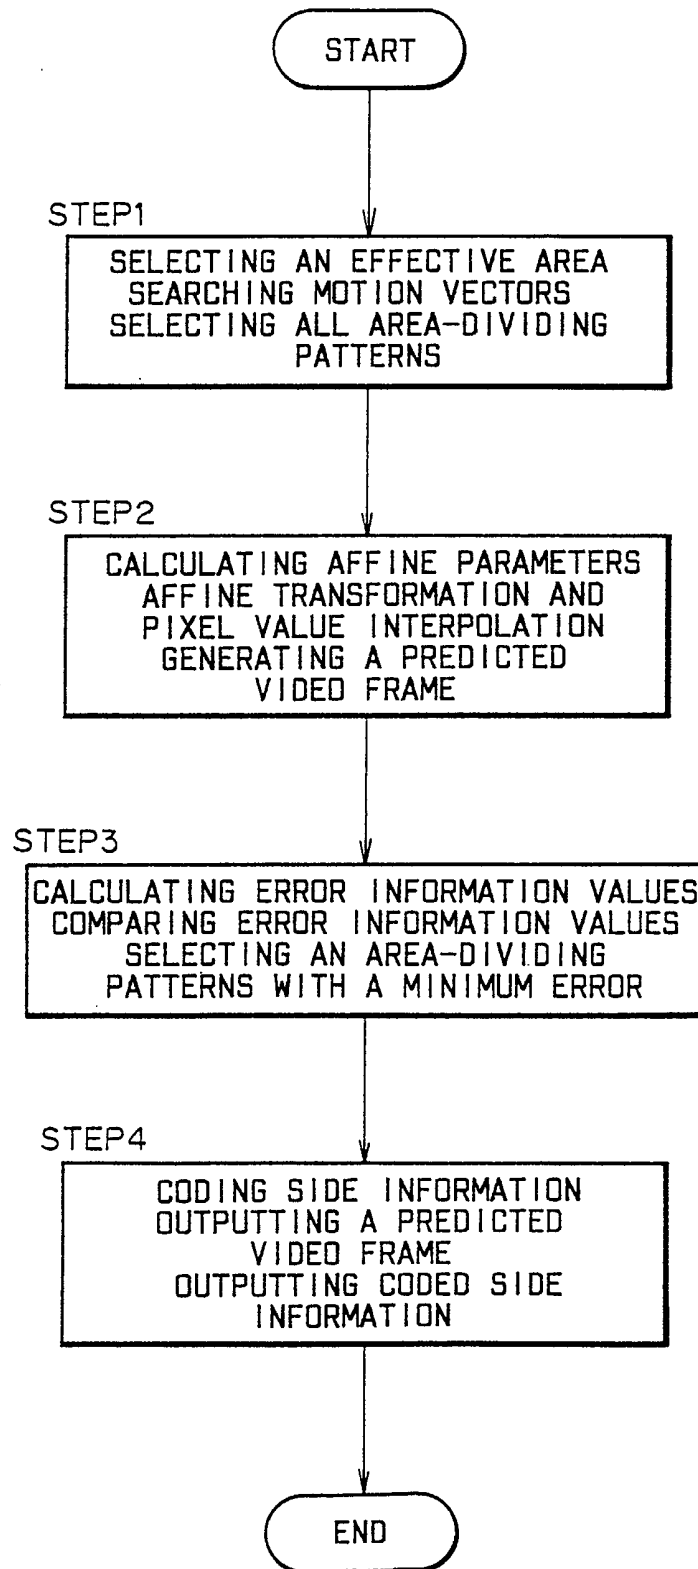 START
STEP1
SELECTING AN EFFECTIVE AREA
SEARCHING MOTION VECTORS
SELECTING ALL AREA-DIVIDING
PATTERNS
STEP2
CALCULATING AFFINE PARAMETERS
AFFINE TRANSFORMATION AND
PIXEL VALUE INTERPOLATION
GENERATING A PREDICTED
VIDEO FRAME
STEP3
CALCULATING ERROR INFORMATION VALUES
COMPARING ERROR INFORMATION VALUES
SELECTING AN AREA-DIVIDING
PATTERNS WITH A MINIMUM ERROR
STEP4
CODING SIDE INFORMATION
OUTPUTTING A PREDICTED
VIDEO FRAME
OUTPUTTING CODED SIDE
INFORMATION
END